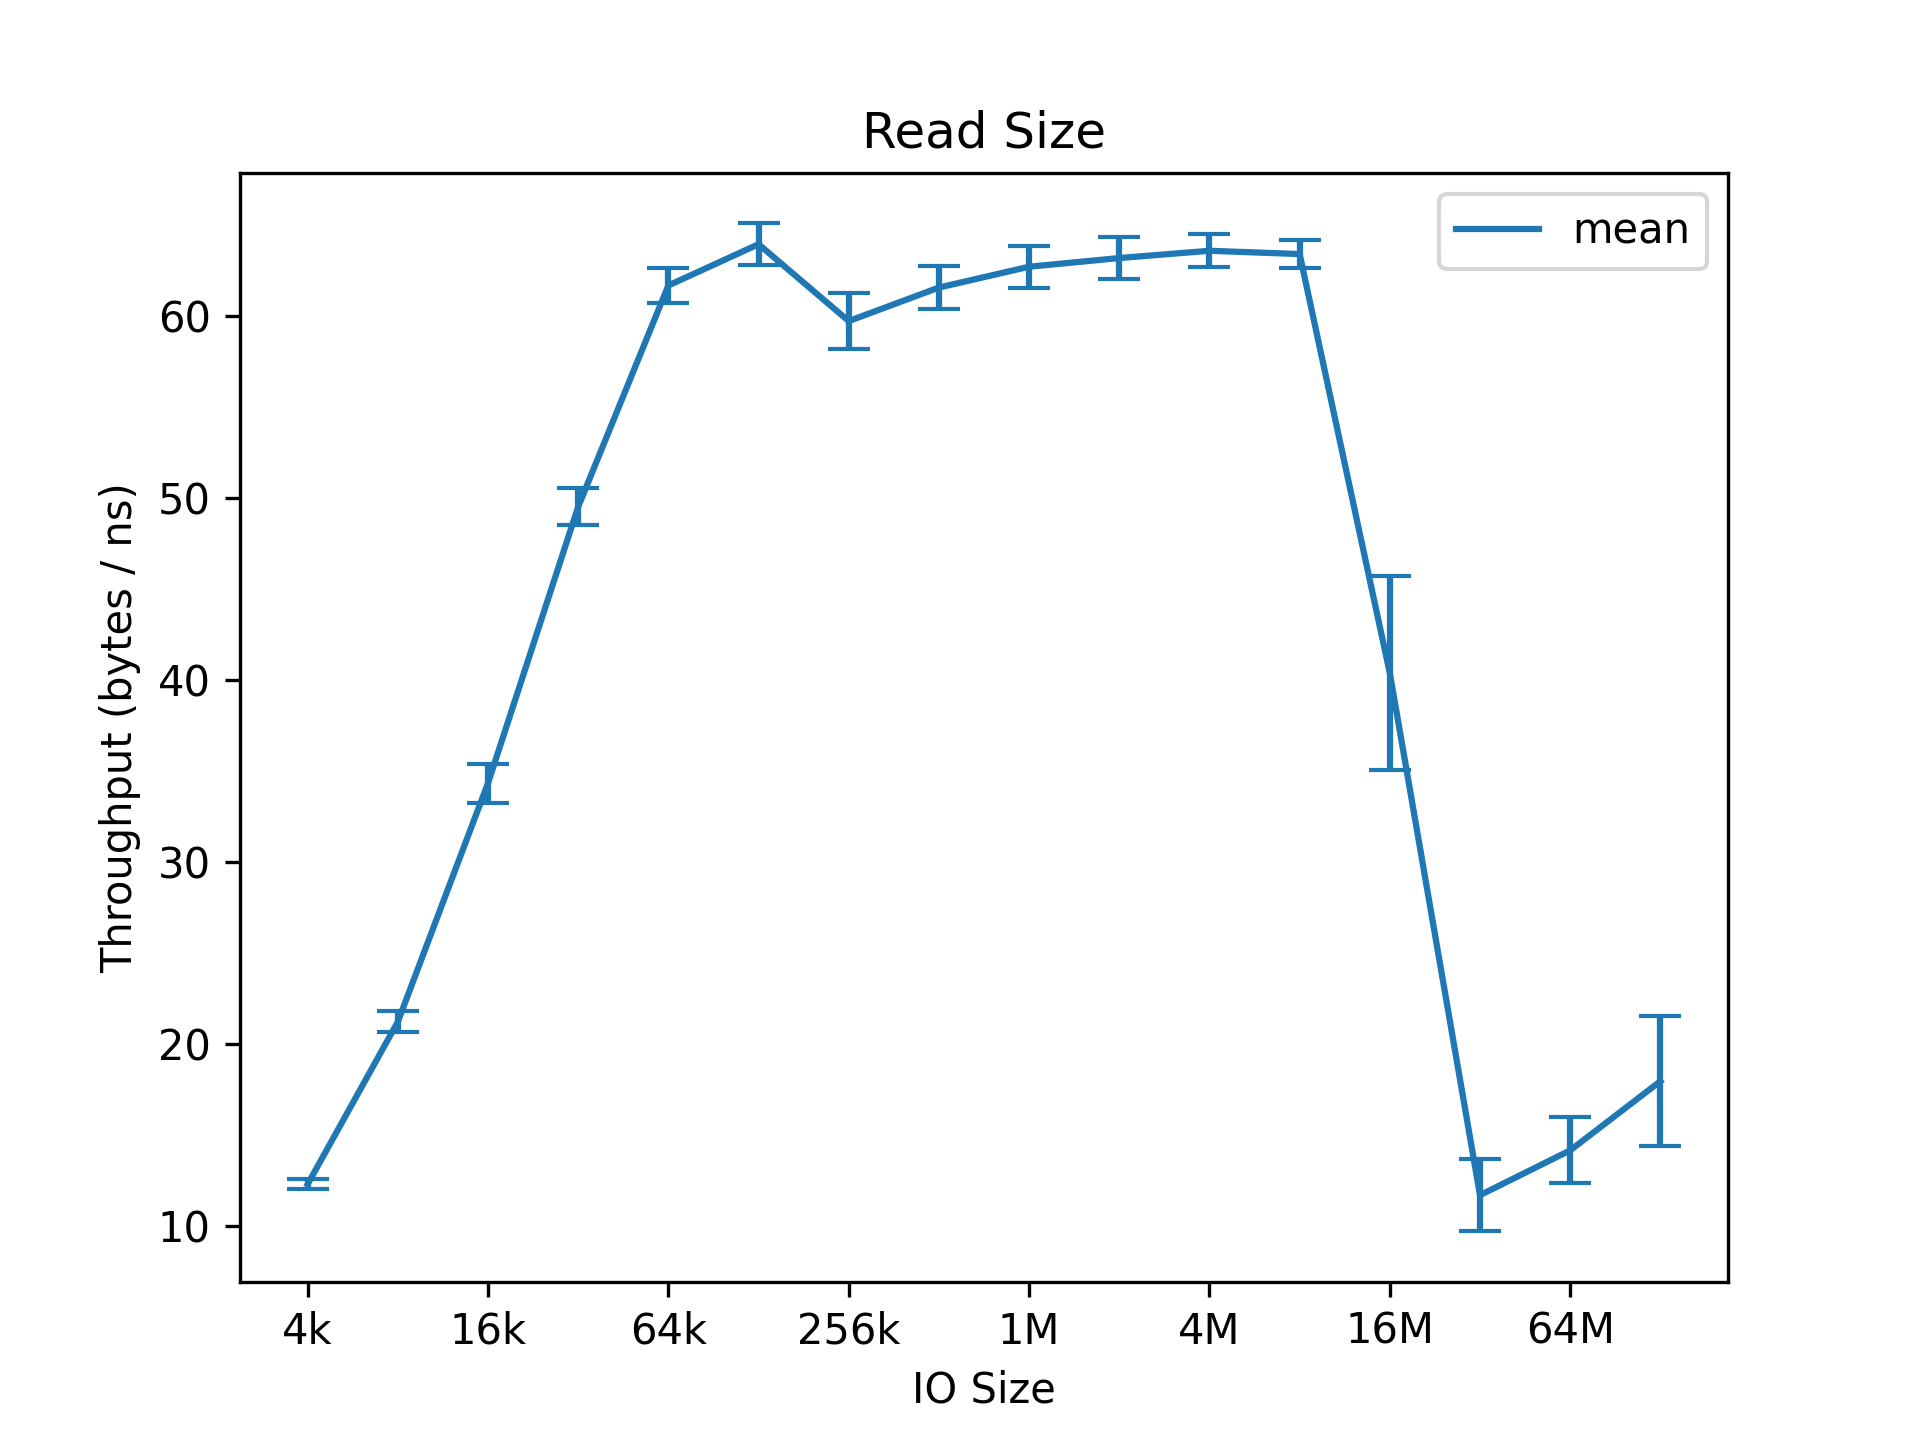 Read Size
mean
Throughput (bytes / ns)
60
50
40
30
20
10
4k 16k 64k 256k 1M 4M 16M 64M
IO Size